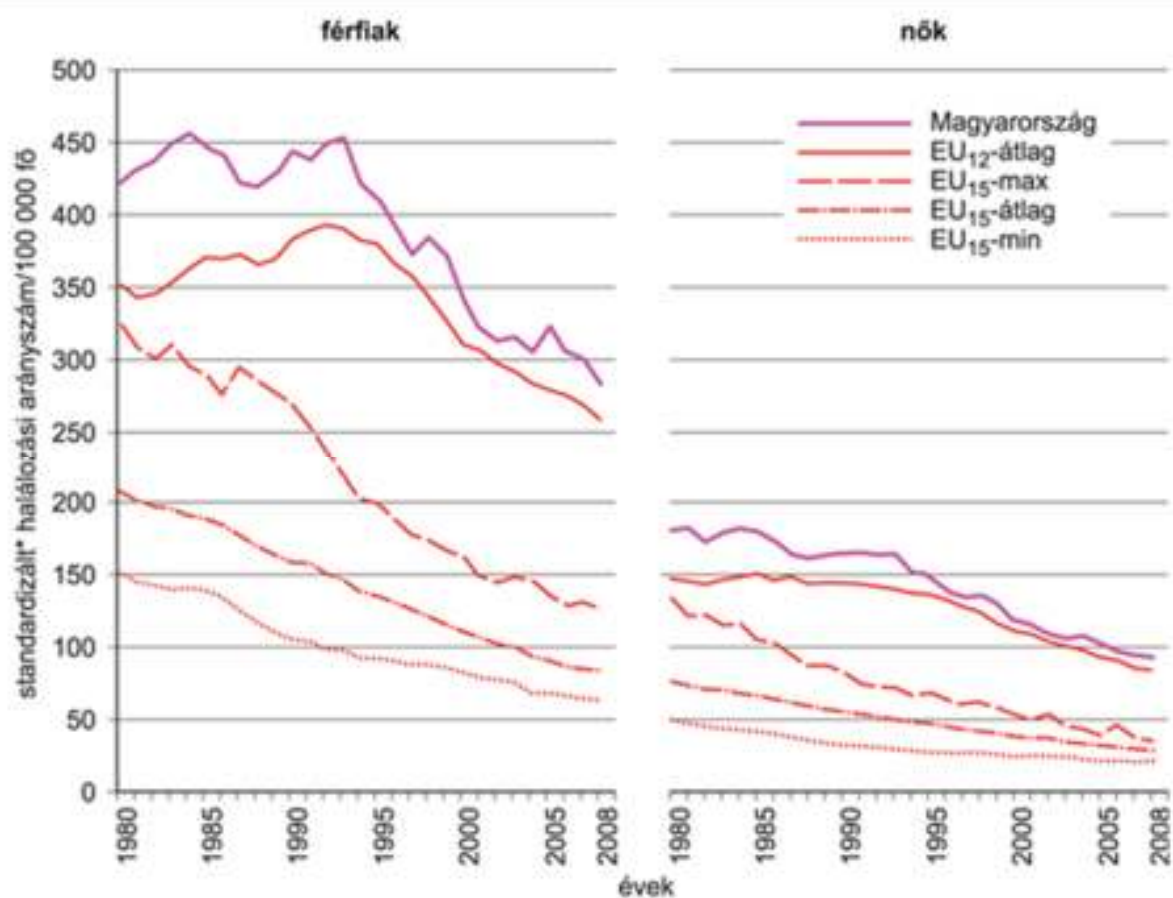 férfiak
nők
standardizált* halálozási arányszám/100 000 fő
500
450
400
350
300
250
200
150
100
50
0
Magyarország
EU₁₂-átlag
EU₁₅-max
EU₁₅-átlag
EU₁₅-min
1980
1985
1990
1995
2000
2005
2008
1980
1985
1990
1995
2000
2005
2008
évek